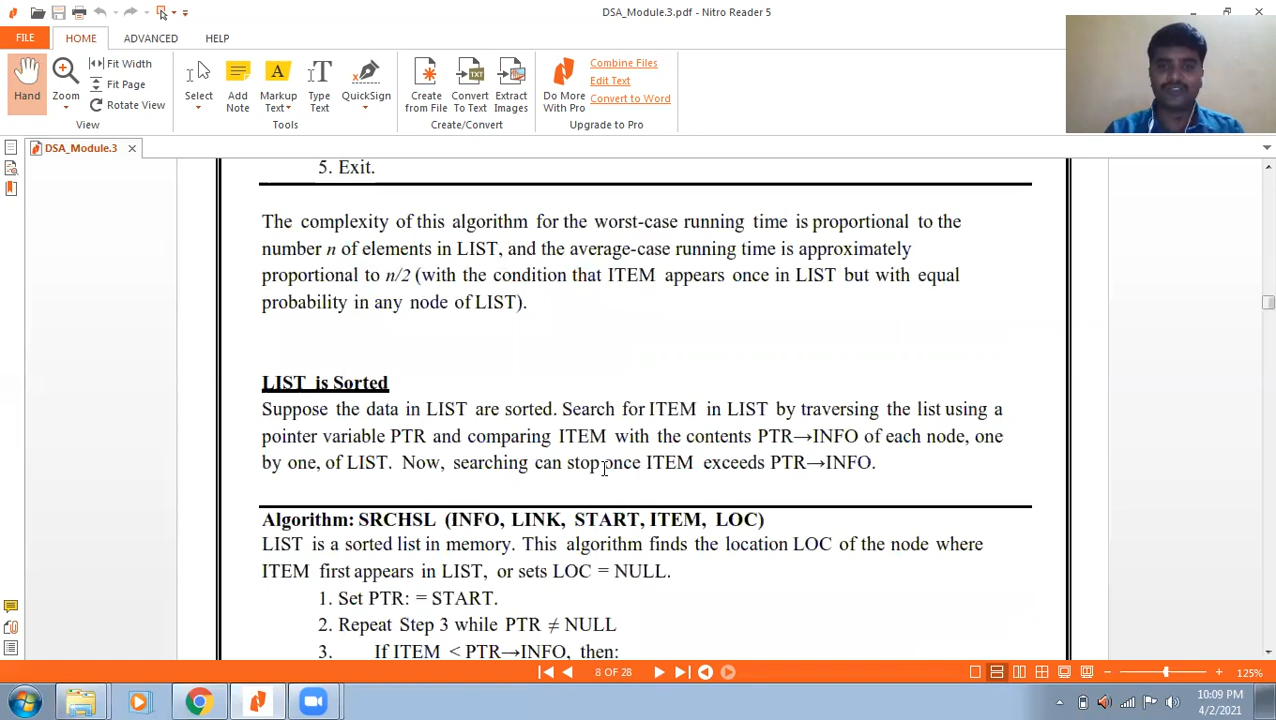 DSA_Module.3.pdf - Nitro Reader 5
FILE
HOME
ADVANCED
HELP
Hand
Zoom
Fit Width
Fit Page
Rotate View
View
Select
Add Note
Markup Text
Type Text
QuickSign
Tools
Create from File
Convert To Text
Extract Images
Create/Convert
Do More With Pro
Combine Files
Edit Text
Convert to Word
Upgrade to Pro
DSA_Module.3
5. Exit.
The complexity of this algorithm for the worst-case running time is proportional to the
number n of elements in LIST, and the average-case running time is approximately
proportional to n/2 (with the condition that ITEM appears once in LIST but with equal
probability in any node of LIST).
LIST is Sorted
Suppose the data in LIST are sorted. Search for ITEM in LIST by traversing the list using a
pointer variable PTR and comparing ITEM with the contents PTR→INFO of each node, one
by one, of LIST. Now, searching can stop once ITEM exceeds PTR→INFO.
Algorithm: SRCHSL (INFO, LINK, START, ITEM, LOC)
LIST is a sorted list in memory. This algorithm finds the location LOC of the node where
ITEM first appears in LIST, or sets LOC = NULL.
1. Set PTR: = START.
2. Repeat Step 3 while PTR ≠ NULL
3. If ITEM < PTR→INFO, then:
8 OF 28
125%
10:09 PM
4/2/2021